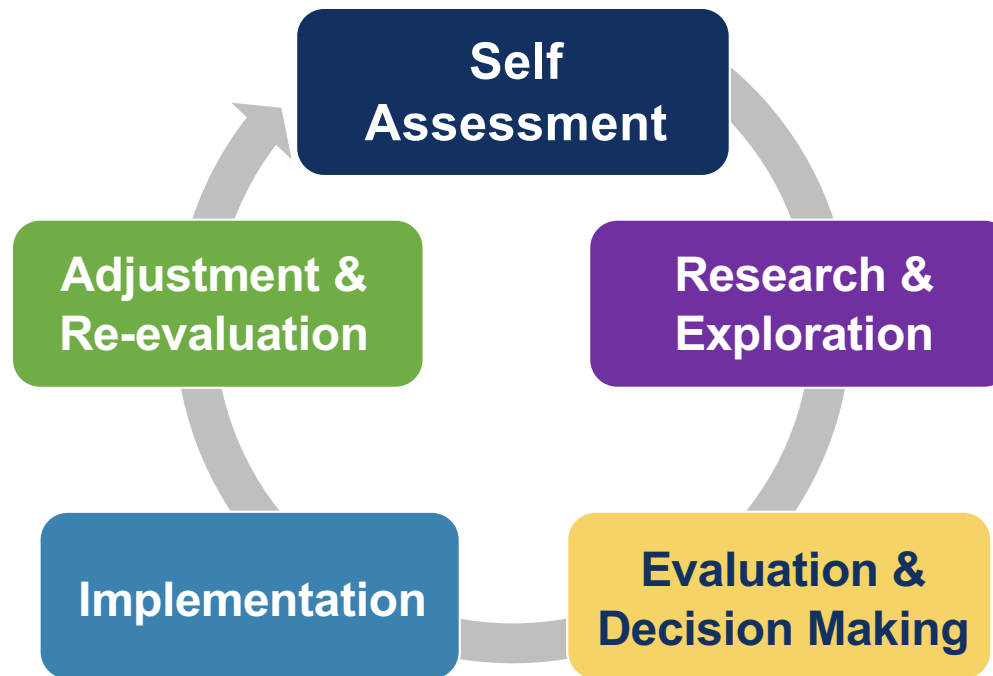 Self
Assessment
Research &
Exploration
Evaluation &
Decision Making
Implementation
Adjustment &
Re-evaluation